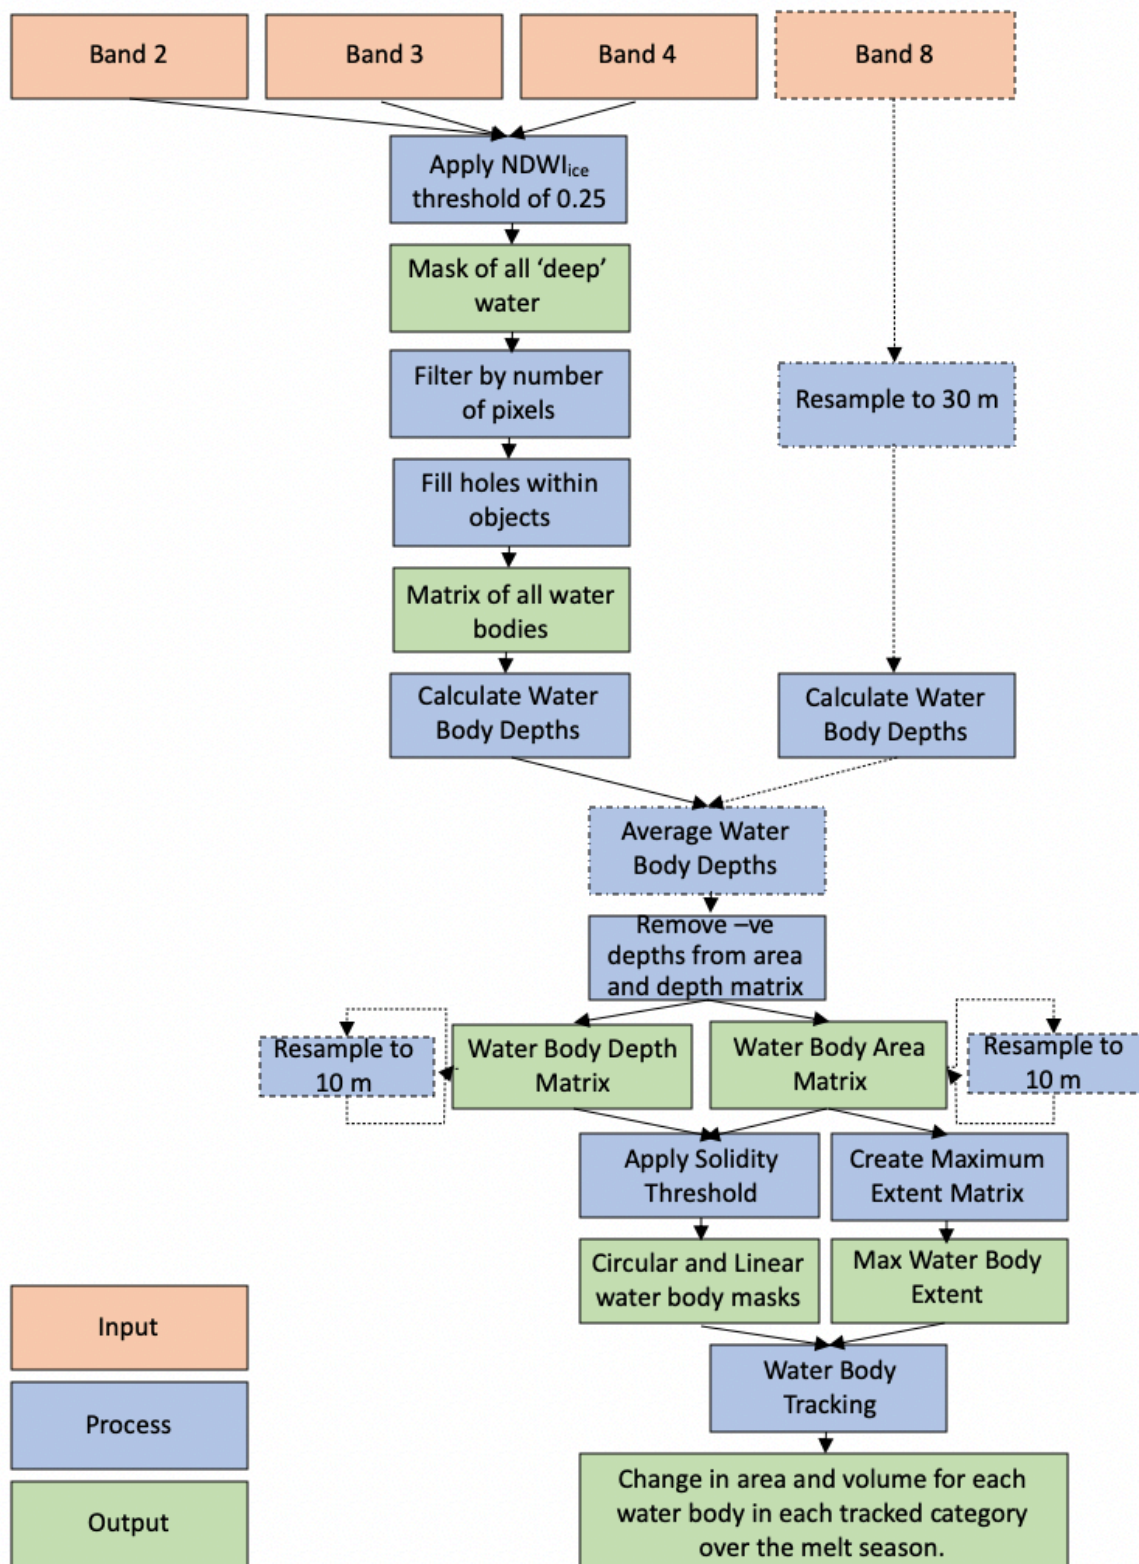 Band 2
Band 3
Band 4
Band 8
Apply NDWIice
threshold of 0.25
Mask of all ‘deep’
water
Filter by number
of pixels
Resample to 30 m
Fill holes within
objects
Matrix of all water
bodies
Calculate Water
Body Depths
Calculate Water
Body Depths
Average Water
Body Depths
Remove –ve
depths from area
and depth matrix
Resample to
10 m
Water Body Depth
Matrix
Water Body Area
Matrix
Resample to
10 m
Apply Solidity
Threshold
Create Maximum
Extent Matrix
Circular and Linear
water body masks
Max Water Body
Extent
Input
Water Body
Tracking
Process
Change in area and volume for each
water body in each tracked category
over the melt season.
Output